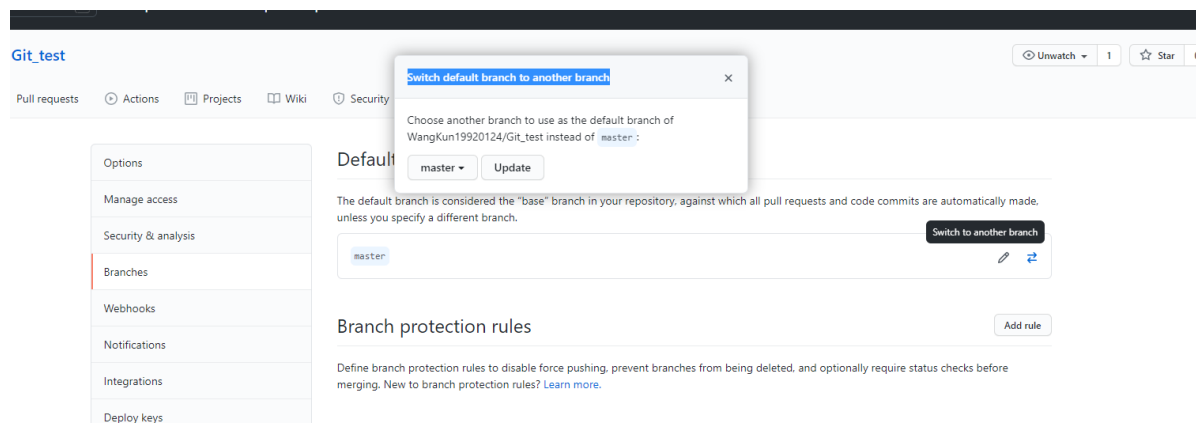 Git_test
Unwatch 1 Star
Switch default branch to another branch
Pull requests Actions Projects Wiki Security
Choose another branch to use as the default branch of
WangKun19920124/Git_test instead of master :
master Update
Options
Manage access
Security & analysis
Branches
Webhooks
Notifications
Integrations
Deploy keys
Default
The default branch is considered the "base" branch in your repository, against which all pull requests and code commits are automatically made,
unless you specify a different branch.
Switch to another branch
master
Branch protection rules
Add rule
Define branch protection rules to disable force pushing, prevent branches from being deleted, and optionally require status checks before
merging. New to branch protection rules? Learn more.